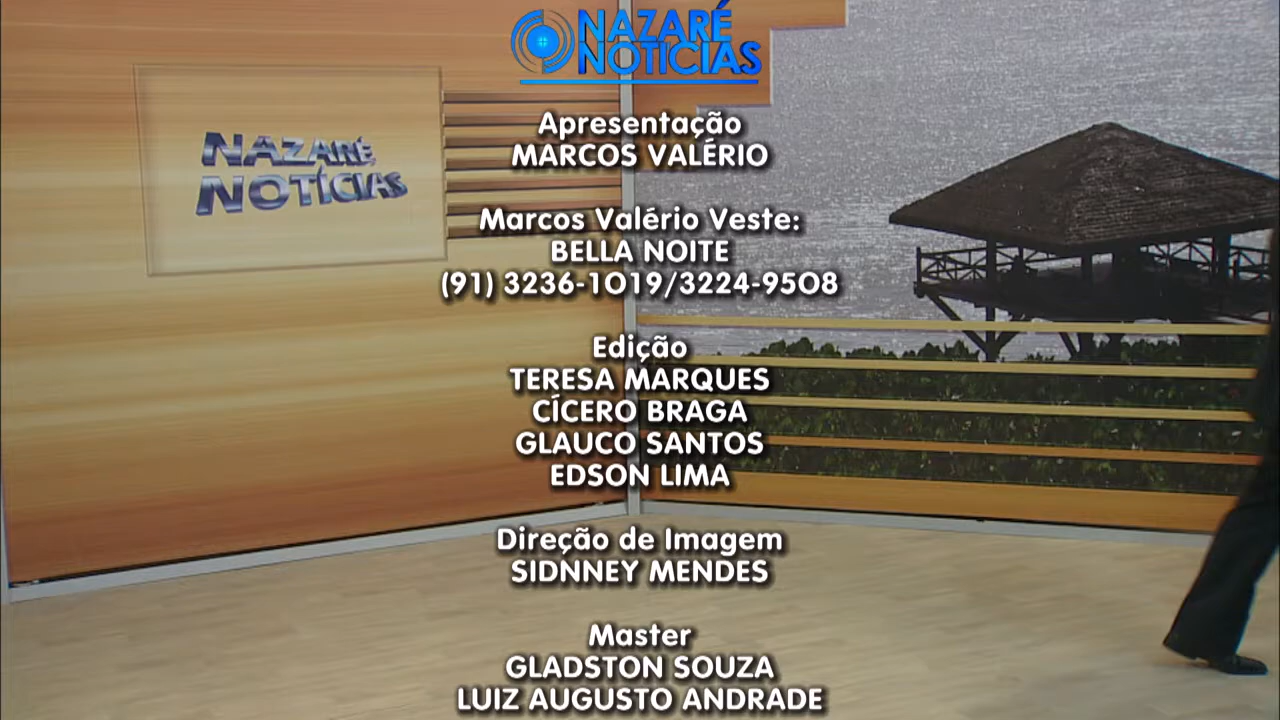 NAZARÉ
NOTÍCIAS
NAZARÉ
NOTÍCIAS
Apresentação
MARCOS VALÉRIO
Marcos Valério Veste:
BELLA NOITE
(91) 3236-1019/3224-9508
Edição
TERESA MARQUES
CÍCERO BRAGA
GLAUCO SANTOS
EDSON LIMA
Direção de Imagem
SIDNNEY MENDES
Master
GLADSTON SOUZA
LUIZ AUGUSTO ANDRADE